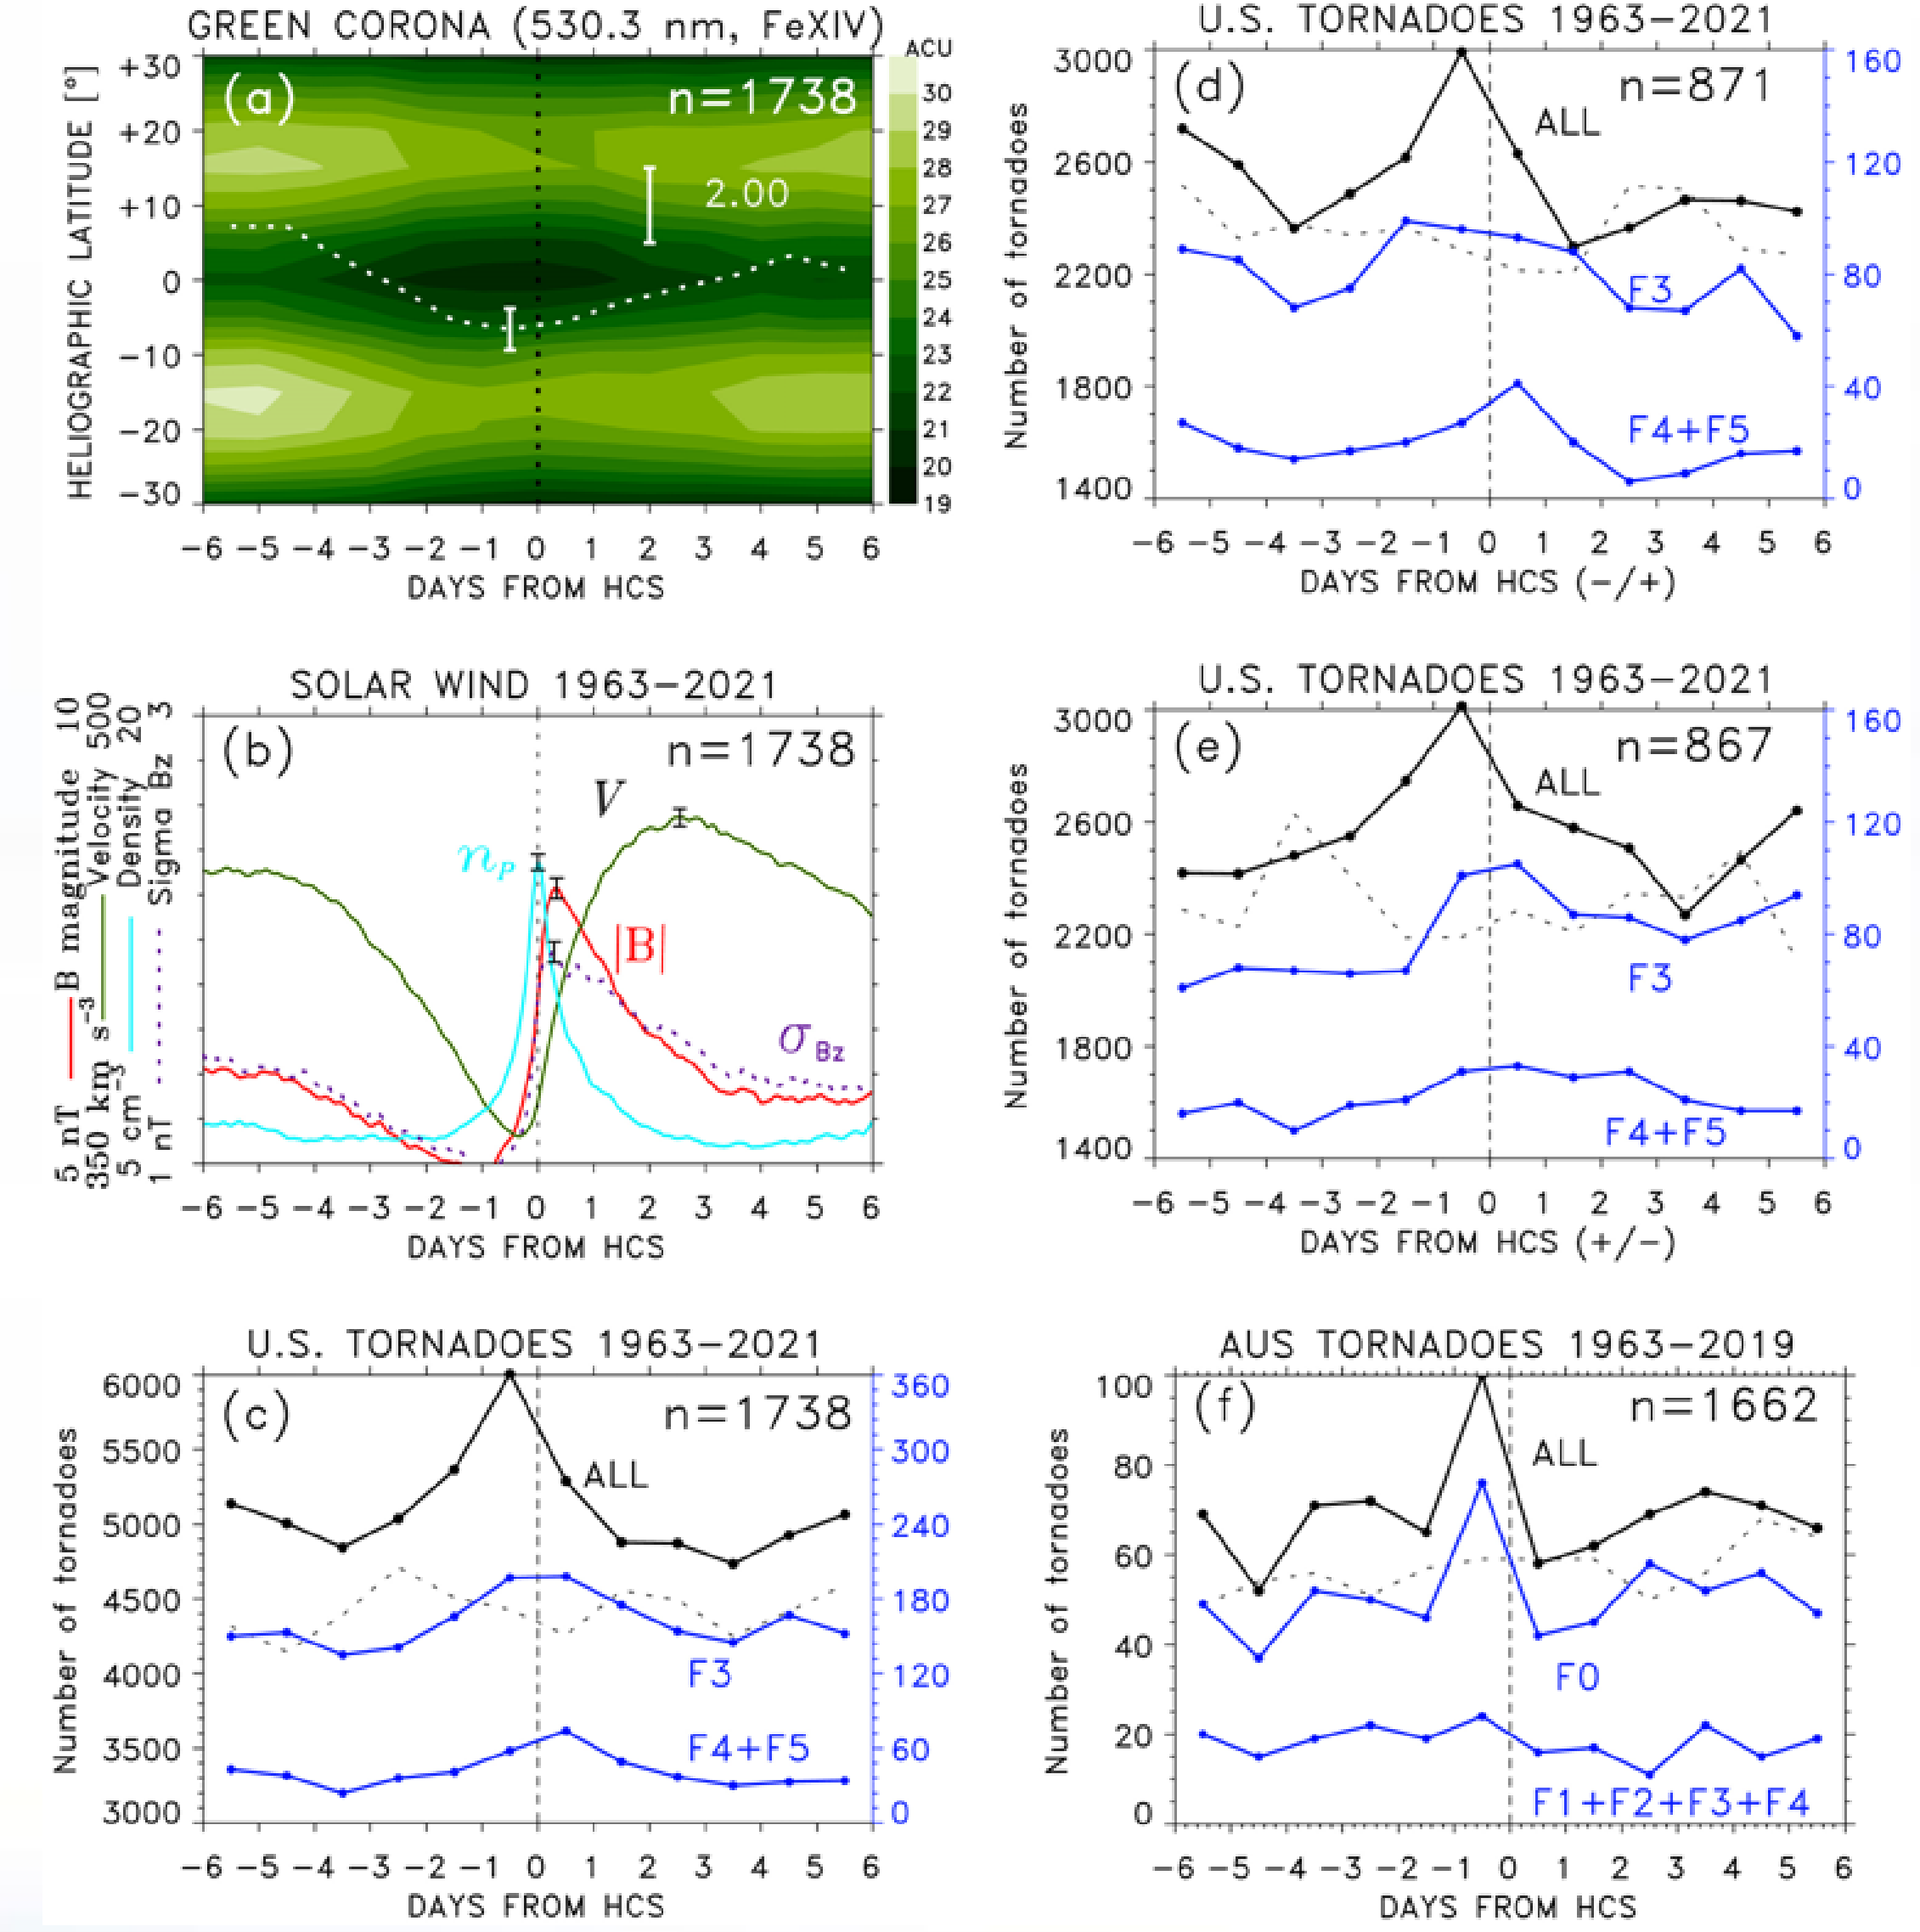 GREEN CORONA (530.3 nm, FeXIV)
ACU
(a)
n=1738
2.00
HELIOGRAPHIC LATITUDE [°]
+30
+20
+10
0
−10
−20
−30
30
29
28
27
26
25
24
23
22
21
20
19
−6 −5 −4 −3 −2 −1 0 1 2 3 4 5 6
DAYS FROM HCS
SOLAR WIND 1963−2021
(b)
n=1738
V
n_P
|B|
σ_Bz
5 nT B magnitude 10
350 km s⁻³ Velocity 500
5 cm⁻³ Density 20
1 nT Sigma Bz 3
−6 −5 −4 −3 −2 −1 0 1 2 3 4 5 6
DAYS FROM HCS
U.S. TORNADOES 1963−2021
(c)
n=1738
ALL
F3
F4+F5
Number of tornadoes
6000
5500
5000
4500
4000
3500
3000
360
300
240
180
120
60
0
−6 −5 −4 −3 −2 −1 0 1 2 3 4 5 6
DAYS FROM HCS
U.S. TORNADOES 1963−2021
(d)
n=871
ALL
F3
F4+F5
Number of tornadoes
3000
2600
2200
1800
1400
160
120
80
40
0
−6 −5 −4 −3 −2 −1 0 1 2 3 4 5 6
DAYS FROM HCS (−/+)
U.S. TORNADOES 1963−2021
(e)
n=867
ALL
F3
F4+F5
Number of tornadoes
3000
2600
2200
1800
1400
160
120
80
40
0
−6 −5 −4 −3 −2 −1 0 1 2 3 4 5 6
DAYS FROM HCS (+/−)
AUS TORNADOES 1963−2019
(f)
n=1662
ALL
F0
F1+F2+F3+F4
Number of tornadoes
100
80
60
40
20
0
−6 −5 −4 −3 −2 −1 0 1 2 3 4 5 6
DAYS FROM HCS